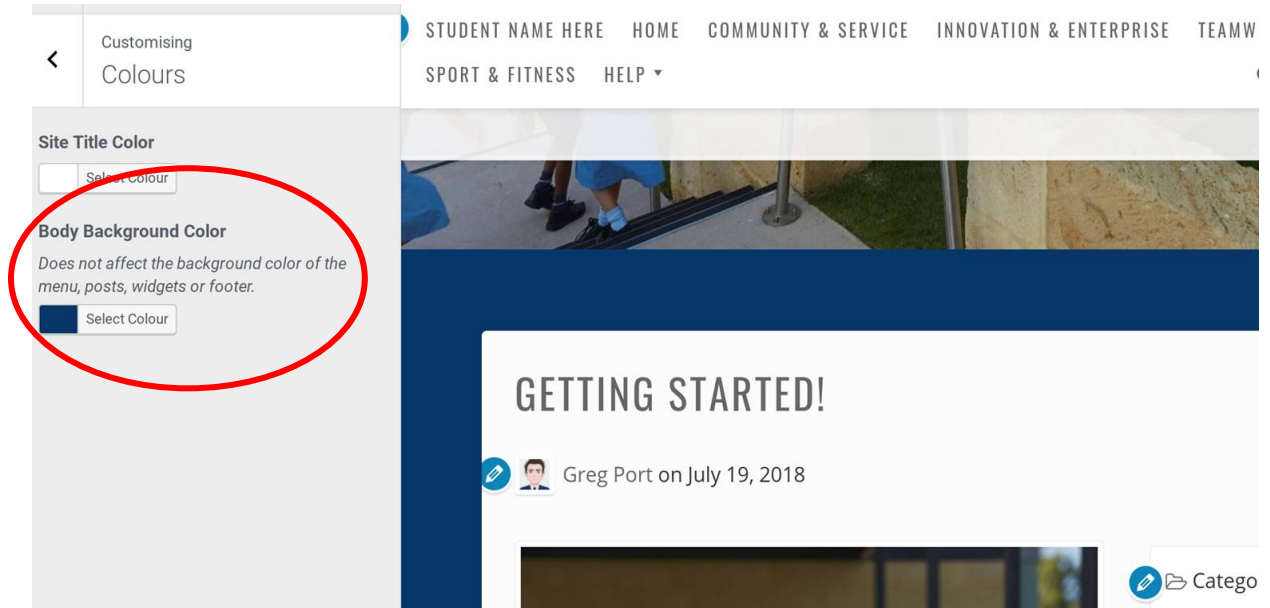 Customising
Colours
Site Title Color
Select Colour
Body Background Color
Does not affect the background color of the
menu, posts, widgets or footer.
Select Colour
STUDENT NAME HERE HOME COMMUNITY & SERVICE INNOVATION & ENTERPRISE TEAMW
SPORT & FITNESS HELP
GETTING STARTED!
Greg Port on July 19, 2018
Catego